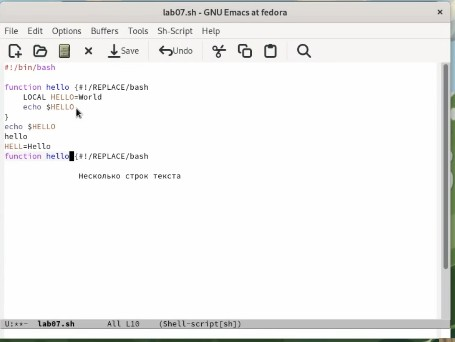 lab07.sh - GNU Emacs at fedora
File Edit Options Buffers Tools Sh-Script Help
Save Undo
#!/bin/bash
function hello {#!/REPLACE/bash
LOCAL HELLO=World
echo $HELLO
}
echo $HELLO
hello
HELL=Hello
function hello {#!/REPLACE/bash
Несколько строк текста
U:**- lab07.sh All L10 (Shell-script[sh])